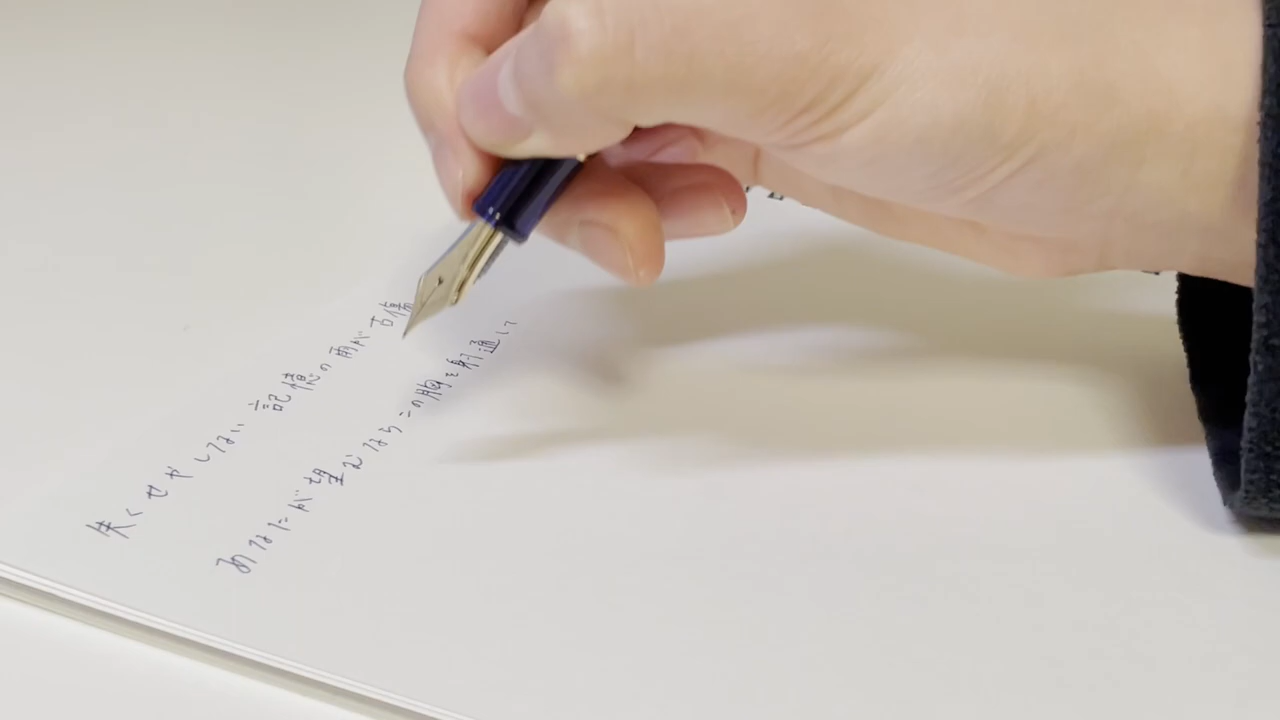 失くせやしない 記憶の雨が古傷
あなたが望むなら この胸を射通して